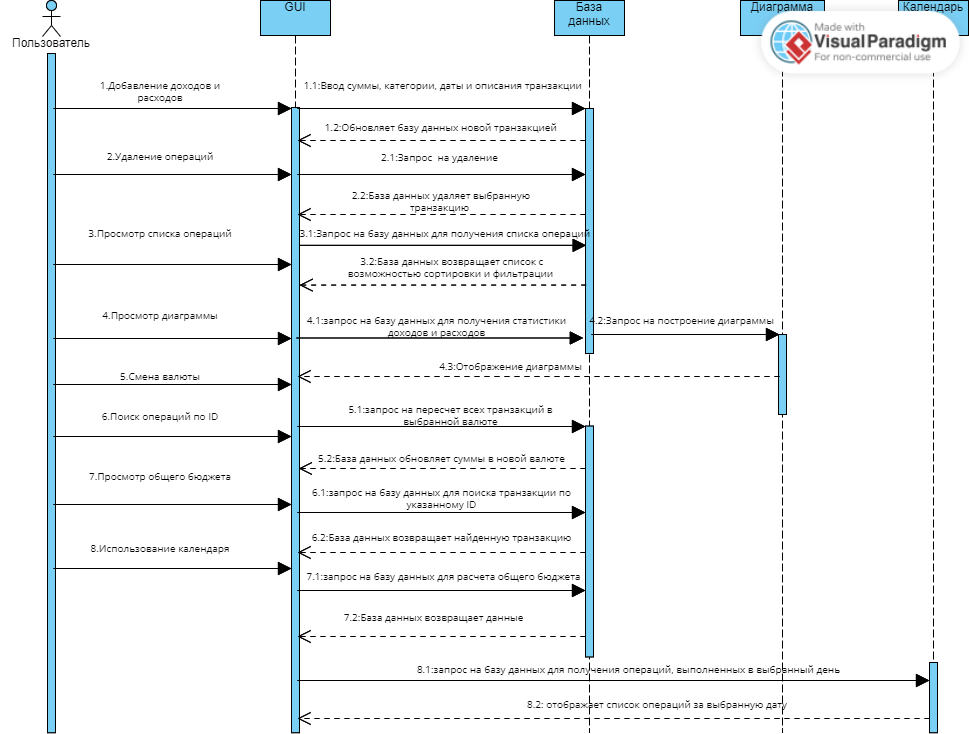 Пользователь
GUI
База
данных
Диаграмма
Календарь
Made with
VisualParadigm
For non-commercial use
1.Добавление доходов и
расходов
1.1:Ввод суммы, категории, даты и описания транзакции
1.2:Обновляет базу данных новой транзакцией
2.Удаление операций
2.1:Запрос на удаление
2.2:База данных удаляет выбранную
транзакцию
3.Просмотр списка операций
3.1:Запрос на базу данных для получения списка операций
3.2:База данных возвращает список с
возможностью сортировки и фильтрации
4.Просмотр диаграммы
4.1:запрос на базу данных для получения статистики
доходов и расходов
4.2:Запрос на построение диаграммы
4.3:Отображение диаграммы
5.Смена валюты
6.Поиск операций по ID
5.1:запрос на пересчет всех транзакций в
выбранной валюте
5.2:База данных обновляет суммы в новой валюте
7.Просмотр общего бюджета
6.1:запрос на базу данных для поиска транзакции по
указанному ID
6.2:База данных возвращает найденную транзакцию
8.Использование календаря
7.1:запрос на базу данных для расчета общего бюджета
7.2:База данных возвращает данные
8.1:запрос на базу данных для получения операций, выполненных в выбранный день
8.2: отображает список операций за выбранную дату